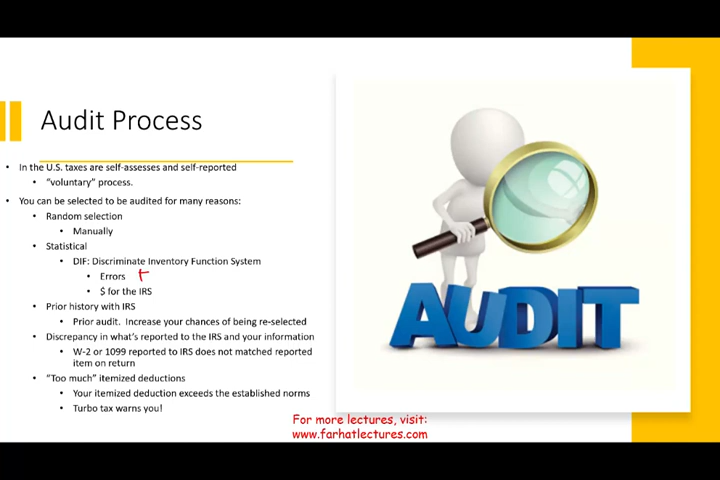 Audit Process
• In the U.S. taxes are self-assesses and self-reported
• "voluntary" process.
• You can be selected to be audited for many reasons:
• Random selection
• Manually
• Statistical
• DIF: Discriminate Inventory Function System
• Errors
• $ for the IRS
• Prior history with IRS
• Prior audit. Increase your chances of being re-selected
• Discrepancy in what's reported to the IRS and your information
• W-2 or 1099 reported to IRS does not matched reported
item on return
• "Too much" itemized deductions
• Your itemized deduction exceeds the established norms
• Turbo tax warns you!
AUDIT
For more lectures, visit:
www.farhatlectures.com